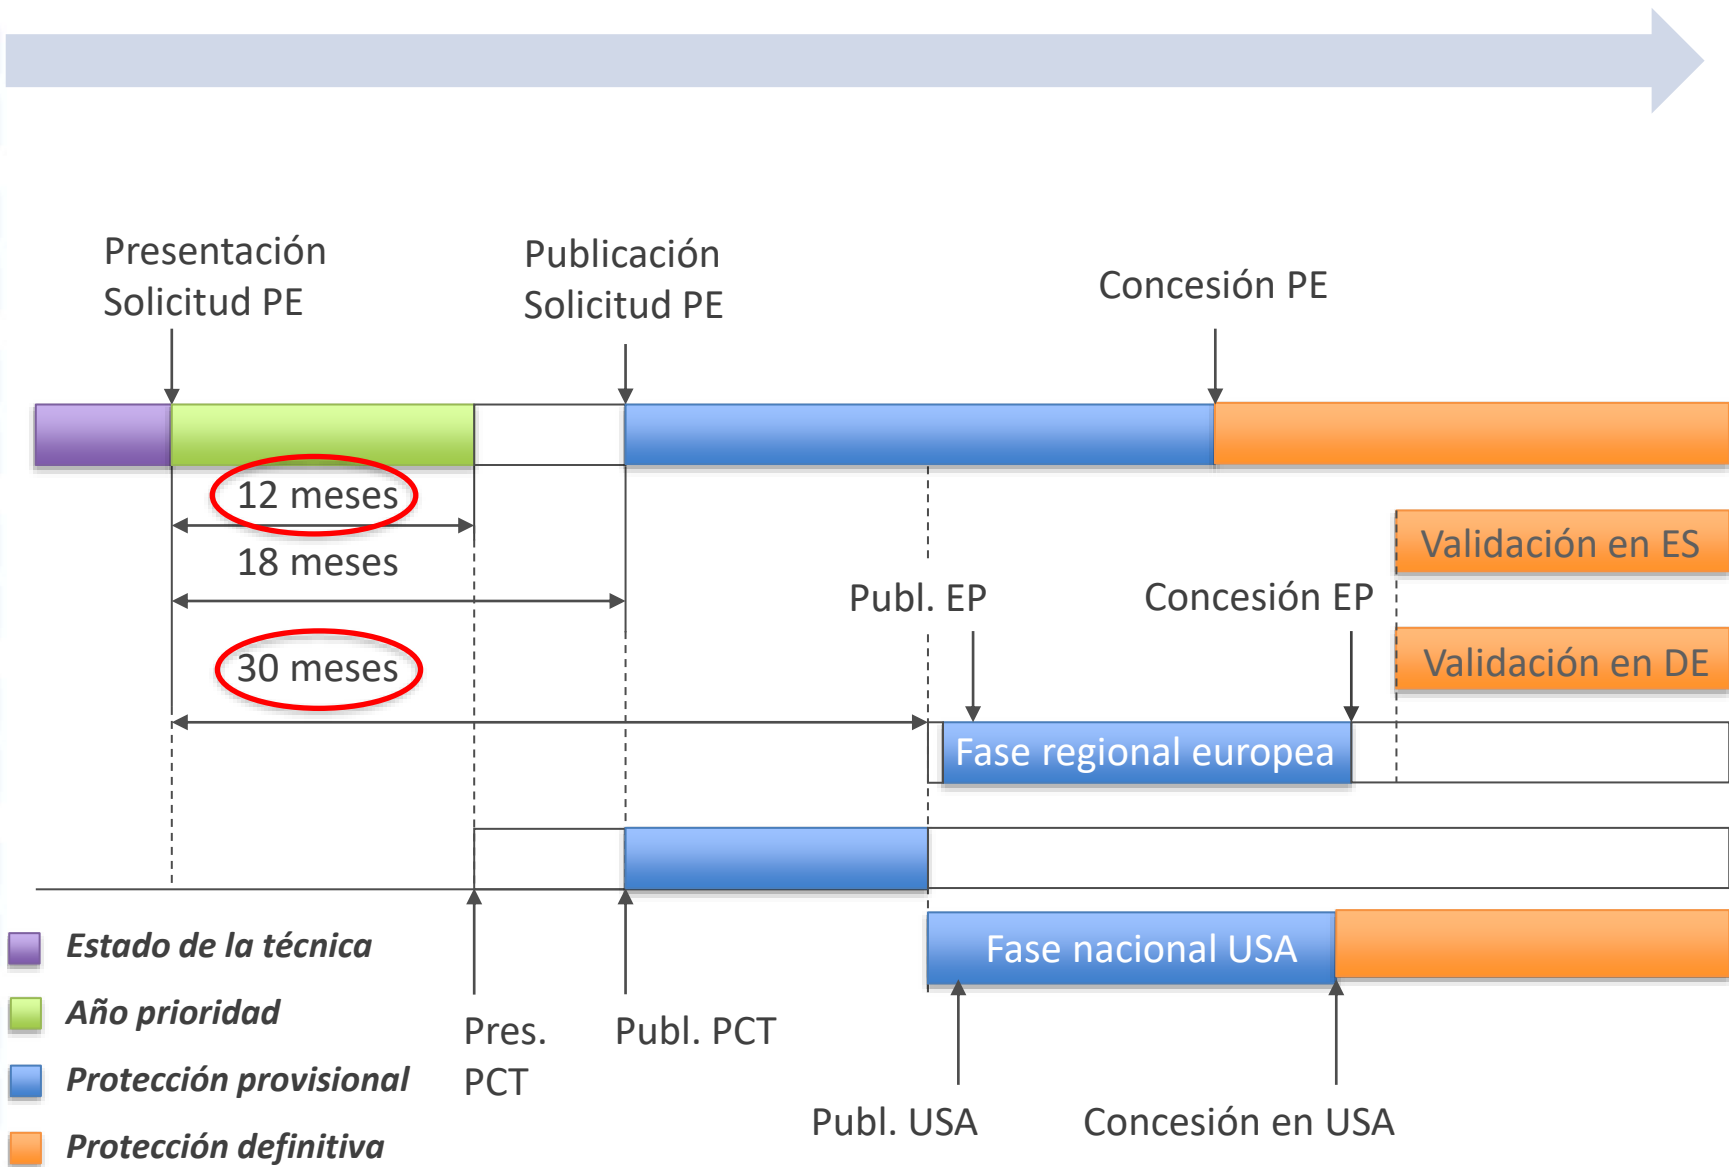 Presentación
Solicitud PE
Publicación
Solicitud PE
Concesión PE
12 meses
18 meses
30 meses
Validación en ES
Publ. EP
Concesión EP
Validación en DE
Fase regional europea
Fase nacional USA
Estado de la técnica
Año prioridad
Protección provisional
Protección definitiva
Pres.
PCT
Publ. PCT
Publ. USA
Concesión en USA